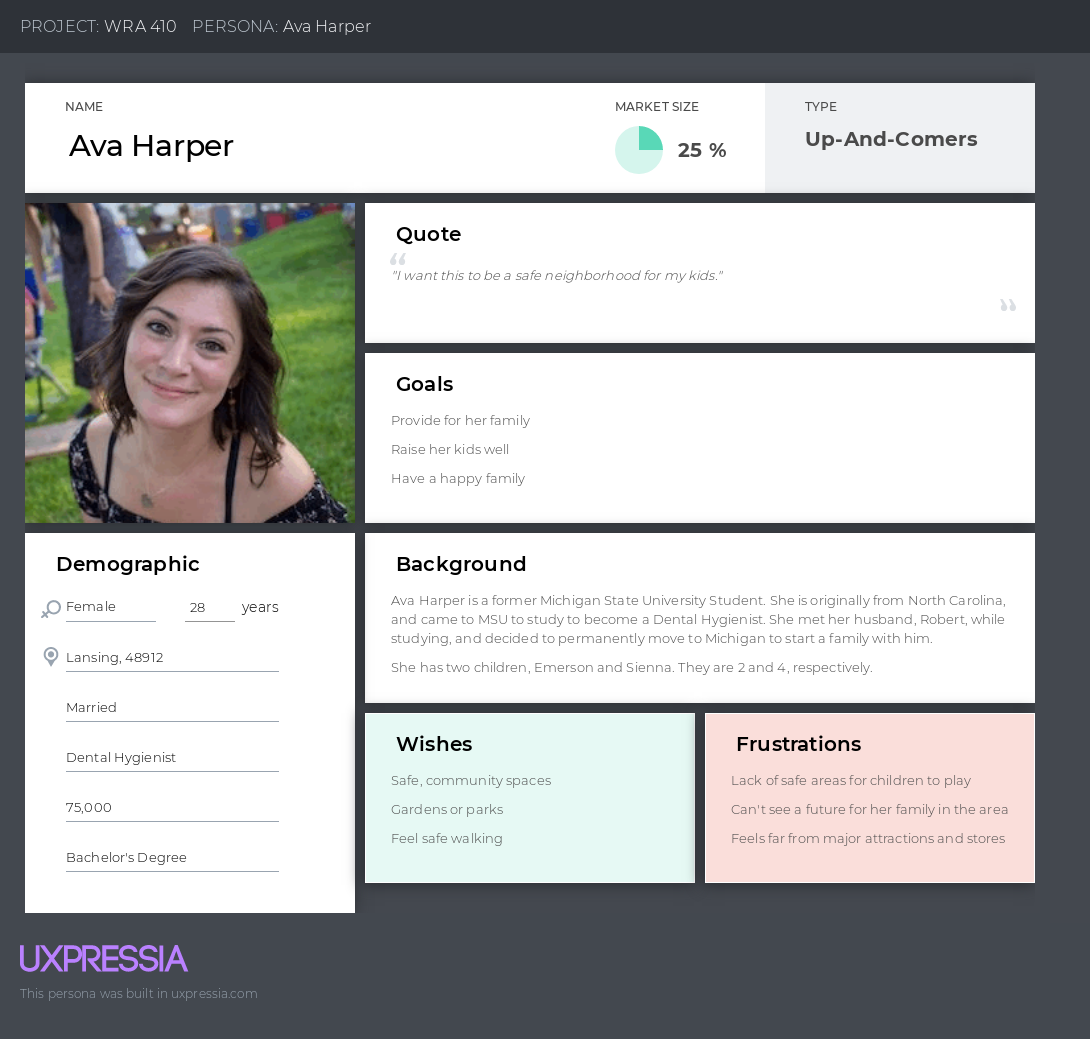 PROJECT: WRA 410 PERSONA: Ava Harper
NAME
Ava Harper
MARKET SIZE
25 %
TYPE
Up-And-Comers
Quote
“
"I want this to be a safe neighborhood for my kids."
”
Goals
Provide for her family
Raise her kids well
Have a happy family
Demographic
Female 28 years
Lansing, 48912
Married
Dental Hygienist
75,000
Bachelor's Degree
Background
Ava Harper is a former Michigan State University Student. She is originally from North Carolina,
and came to MSU to study to become a Dental Hygienist. She met her husband, Robert, while
studying, and decided to permanently move to Michigan to start a family with him.
She has two children, Emerson and Sienna. They are 2 and 4, respectively.
Wishes
Safe, community spaces
Gardens or parks
Feel safe walking
Frustrations
Lack of safe areas for children to play
Can't see a future for her family in the area
Feels far from major attractions and stores
UXPRESSIA
This persona was built in uxpressia.com